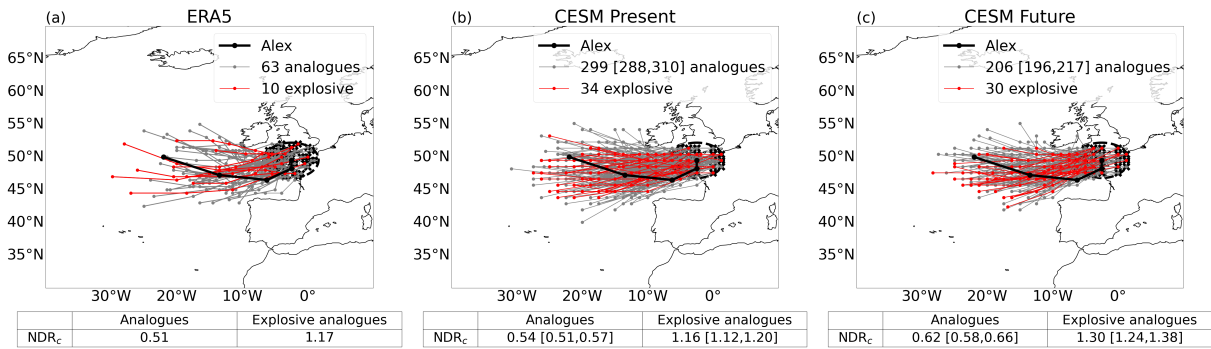 (a) ERA5
65°N
60°N
55°N
50°N
45°N
40°N
35°N
30°W 20°W 10°W 0°
Alex
63 analogues
10 explosive
Analogues Explosive analogues
NDRc 0.51 1.17
(b) CESM Present
65°N
60°N
55°N
50°N
45°N
40°N
35°N
30°W 20°W 10°W 0°
Alex
299 [288,310] analogues
34 explosive
Analogues Explosive analogues
NDRc 0.54 [0.51,0.57] 1.16 [1.12,1.20]
(c) CESM Future
65°N
60°N
55°N
50°N
45°N
40°N
35°N
30°W 20°W 10°W 0°
Alex
206 [196,217] analogues
30 explosive
Analogues Explosive analogues
NDRc 0.62 [0.58,0.66] 1.30 [1.24,1.38]